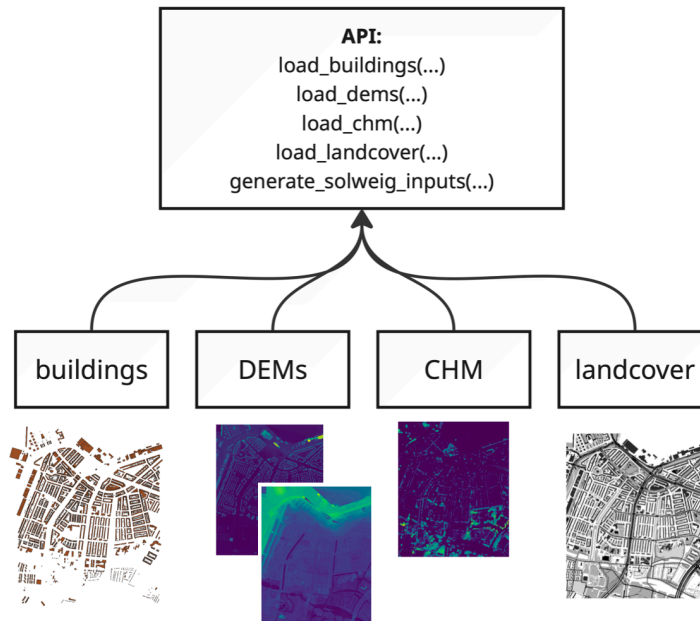 API:
load_buildings(...)
load_dems(...)
load_chm(...)
load_landcover(...)
generate_solweig_inputs(...)
buildings
DEMs
CHM
landcover